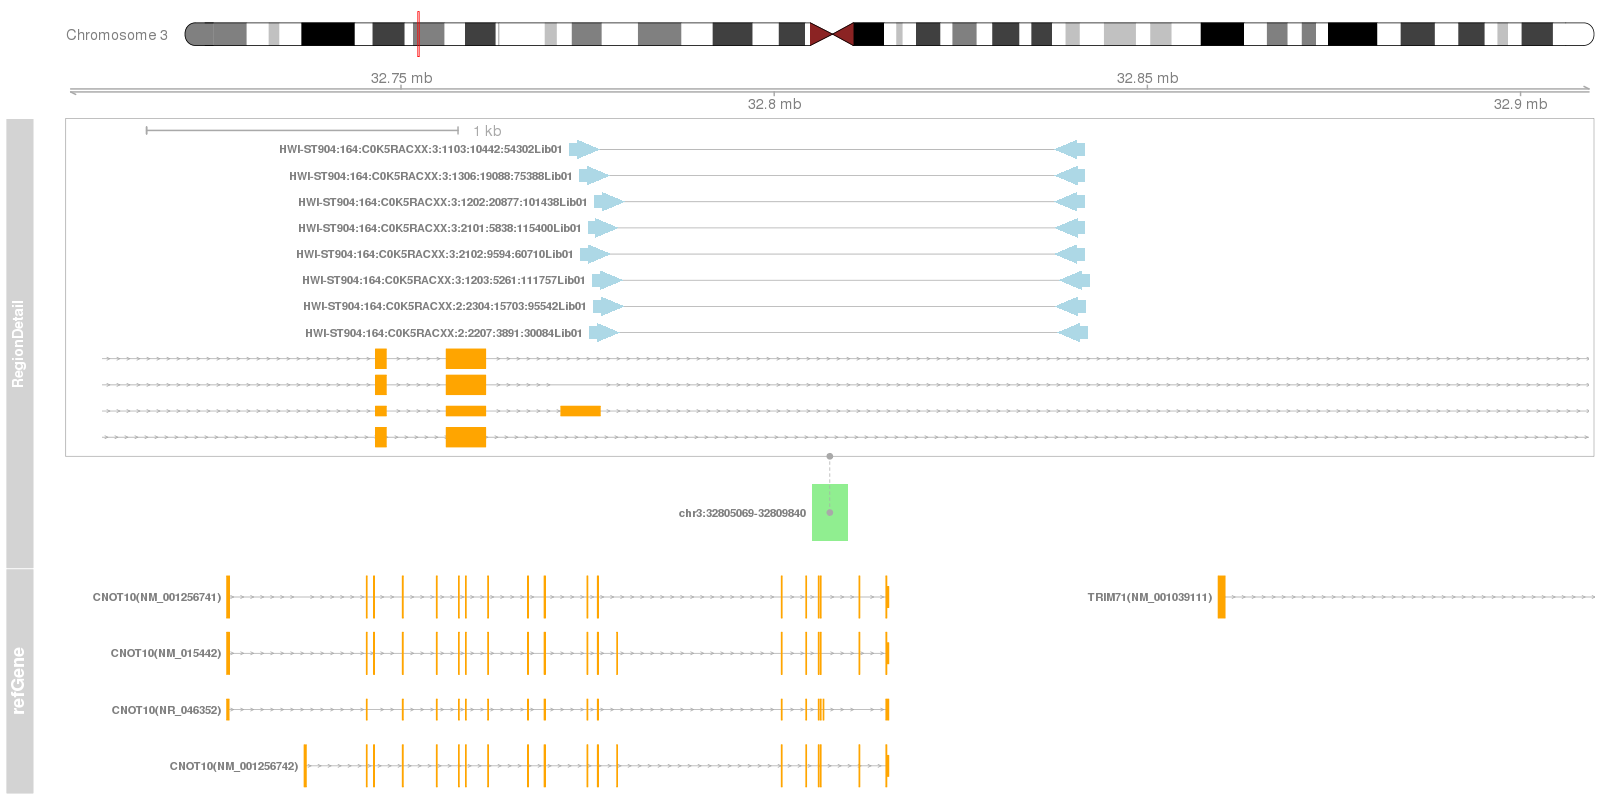 Chromosome 3
32.75 mb
32.85 mb
32.8 mb
32.9 mb
1 kb
HWI-ST904:164:C0K5RACXX:3:1103:10442:54302Lib01
HWI-ST904:164:C0K5RACXX:3:1306:19088:75388Lib01
HWI-ST904:164:C0K5RACXX:3:1202:20877:101438Lib01
HWI-ST904:164:C0K5RACXX:3:2101:5838:115400Lib01
HWI-ST904:164:C0K5RACXX:3:2102:9594:60710Lib01
HWI-ST904:164:C0K5RACXX:3:1203:5261:111757Lib01
HWI-ST904:164:C0K5RACXX:2:2304:15703:95542Lib01
HWI-ST904:164:C0K5RACXX:2:2207:3891:30084Lib01
RegionDetail
chr3:32805069-32809840
CNOT10(NM_001256741)
TRIM71(NM_001039111)
CNOT10(NM_015442)
refGene
CNOT10(NR_046352)
CNOT10(NM_001256742)